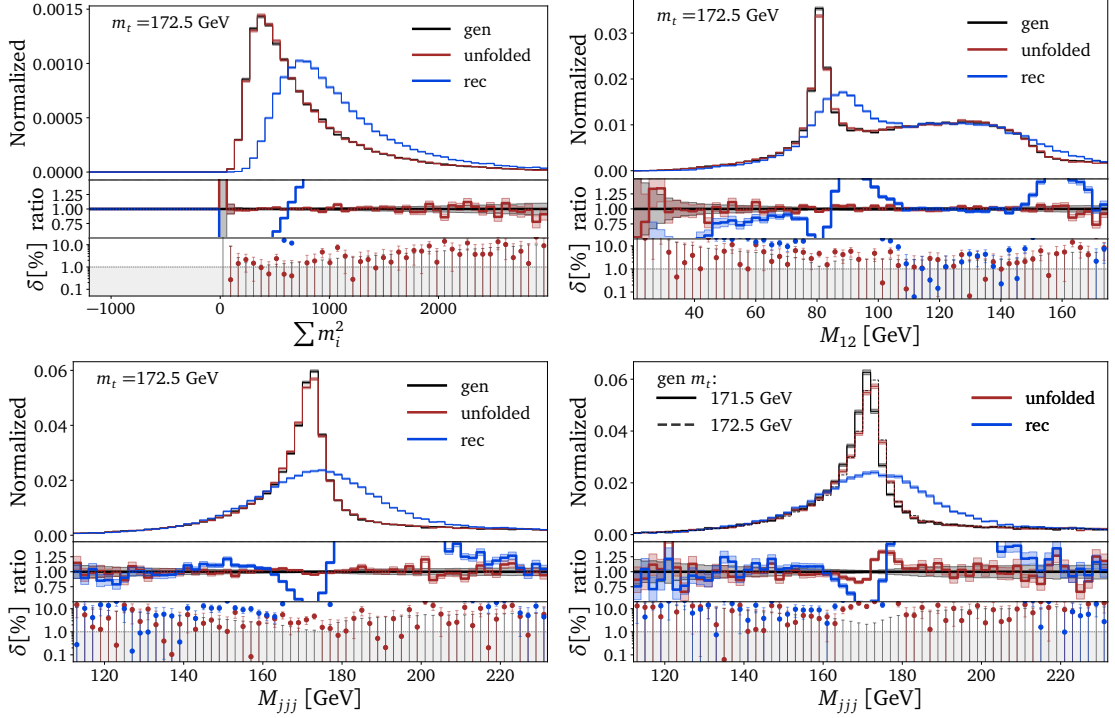 0.0015
0.0010
0.0005
0.0000
Normalized
m_t =172.5 GeV
gen
unfolded
rec
1.25
1.00
0.75
ratio
10.0
1.0
0.1
δ[%]
−1000 0 1000 2000
∑ m_i^2
0.03
0.02
0.01
0.00
Normalized
m_t =172.5 GeV
gen
unfolded
rec
1.25
1.00
0.75
ratio
10.0
1.0
0.1
δ[%]
40 60 80 100 120 140 160
M_{12} [GeV]
0.06
0.04
0.02
0.00
Normalized
m_t =172.5 GeV
gen
unfolded
rec
1.25
1.00
0.75
ratio
10.0
1.0
0.1
δ[%]
120 140 160 180 200 220
M_{jjj} [GeV]
0.06
0.04
0.02
0.00
Normalized
gen m_t:
171.5 GeV
172.5 GeV
unfolded
rec
1.25
1.00
0.75
ratio
10.0
1.0
0.1
δ[%]
120 140 160 180 200 220
M_{jjj} [GeV]